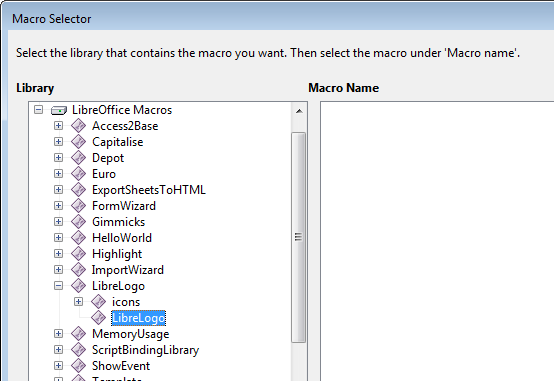 Macro Selector
Select the library that contains the macro you want. Then select the macro under 'Macro name'.
Library
Macro Name
LibreOffice Macros
Access2Base
Capitalise
Depot
Euro
ExportSheetsToHTML
FormWizard
Gimmicks
HelloWorld
Highlight
ImportWizard
LibreLogo
icons
LibreLogo
MemoryUsage
ScriptBindingLibrary
ShowEvent
Template